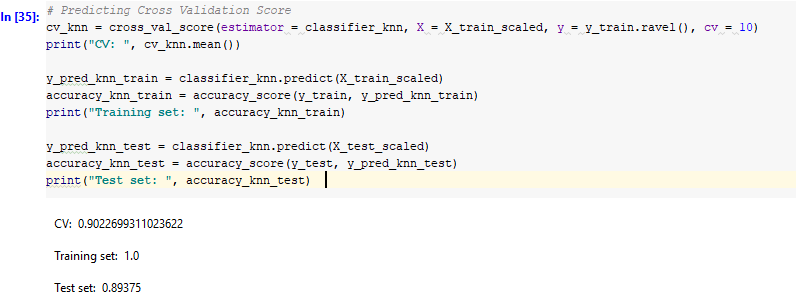 In [35]:
# Predicting Cross Validation Score
cv_knn = cross_val_score(estimator = classifier_knn, X = X_train_scaled, y = y_train.ravel(), cv = 10)
print("CV: ", cv_knn.mean())
y_pred_knn_train = classifier_knn.predict(X_train_scaled)
accuracy_knn_train = accuracy_score(y_train, y_pred_knn_train)
print("Training set: ", accuracy_knn_train)
y_pred_knn_test = classifier_knn.predict(X_test_scaled)
accuracy_knn_test = accuracy_score(y_test, y_pred_knn_test)
print("Test set: ", accuracy_knn_test)
CV: 0.9022699311023622
Training set: 1.0
Test set: 0.89375